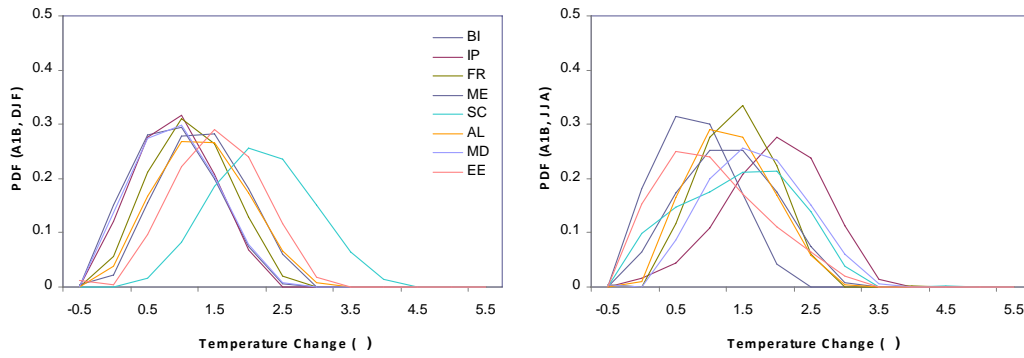 0.5
0.4
0.3
0.2
0.1
0
PDF (A1B, DJF)
-0.5 0.5 1.5 2.5 3.5 4.5 5.5
Temperature Change ( )
BI
IP
FR
ME
SC
AL
MD
EE
0.5
0.4
0.3
0.2
0.1
0
PDF (A1B, JJA)
-0.5 0.5 1.5 2.5 3.5 4.5 5.5
Temperature Change ( )